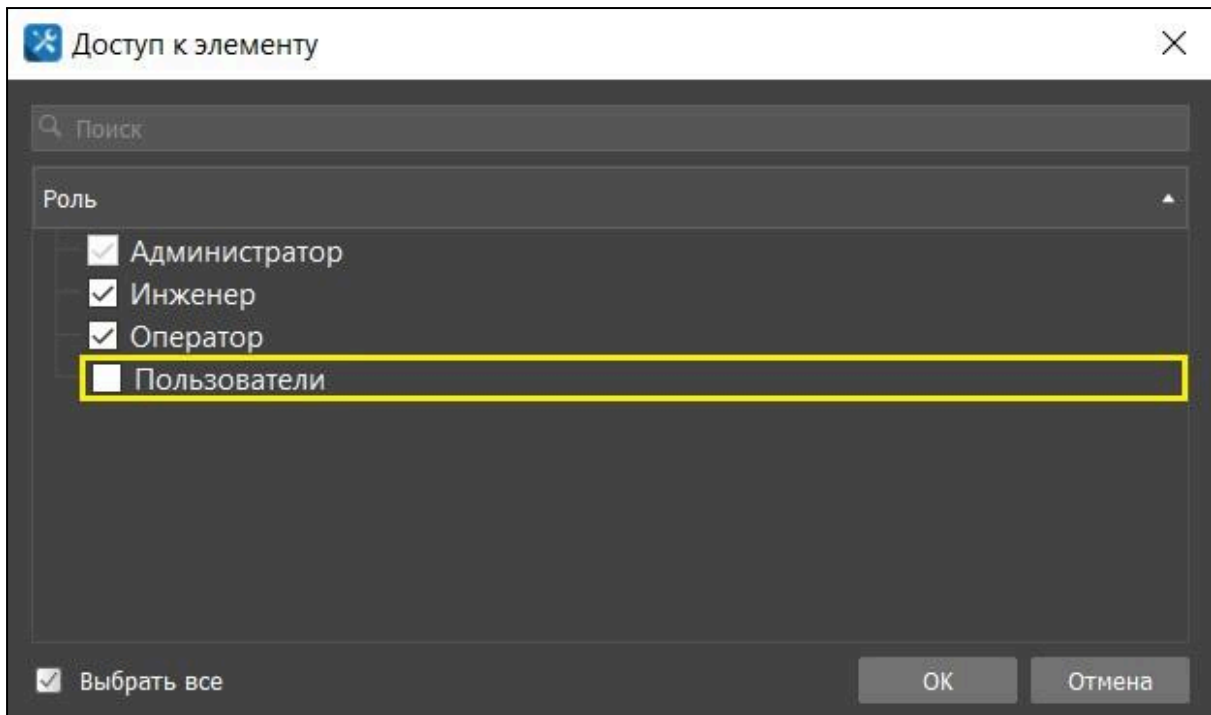 Доступ к элементу
Поиск
Роль
Администратор
Инженер
Оператор
Пользователи
Выбрать все
ОК
Отмена